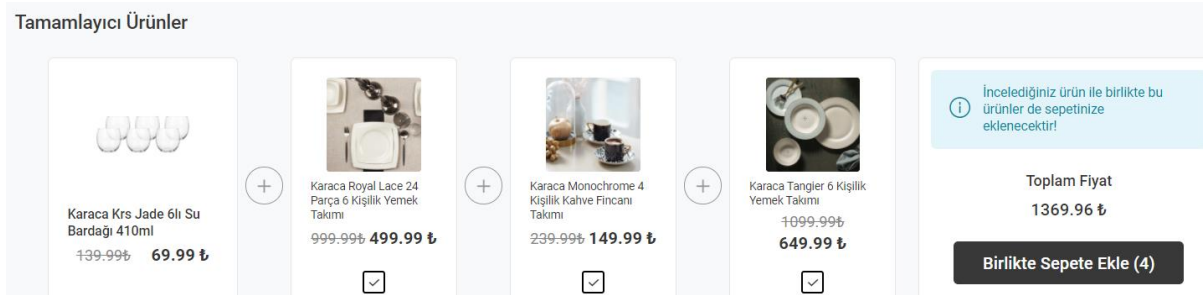 Tamamlayıcı Ürünler
Karaca Krs Jade 6lı Su
Bardağı 410ml
139.99₺ 69.99 ₺
Karaca Royal Lace 24
Parça 6 Kişilik Yemek
Takımı
999.99₺ 499.99 ₺
Karaca Monochrome 4
Kişilik Kahve Fincanı
Takımı
239.99₺ 149.99 ₺
Karaca Tangier 6 Kişilik
Yemek Takımı
1099.99₺
649.99 ₺
İncelediğiniz ürün ile birlikte bu
ürünler de sepetinize
eklenecektir!
Toplam Fiyat
1369.96 ₺
Birlikte Sepete Ekle (4)